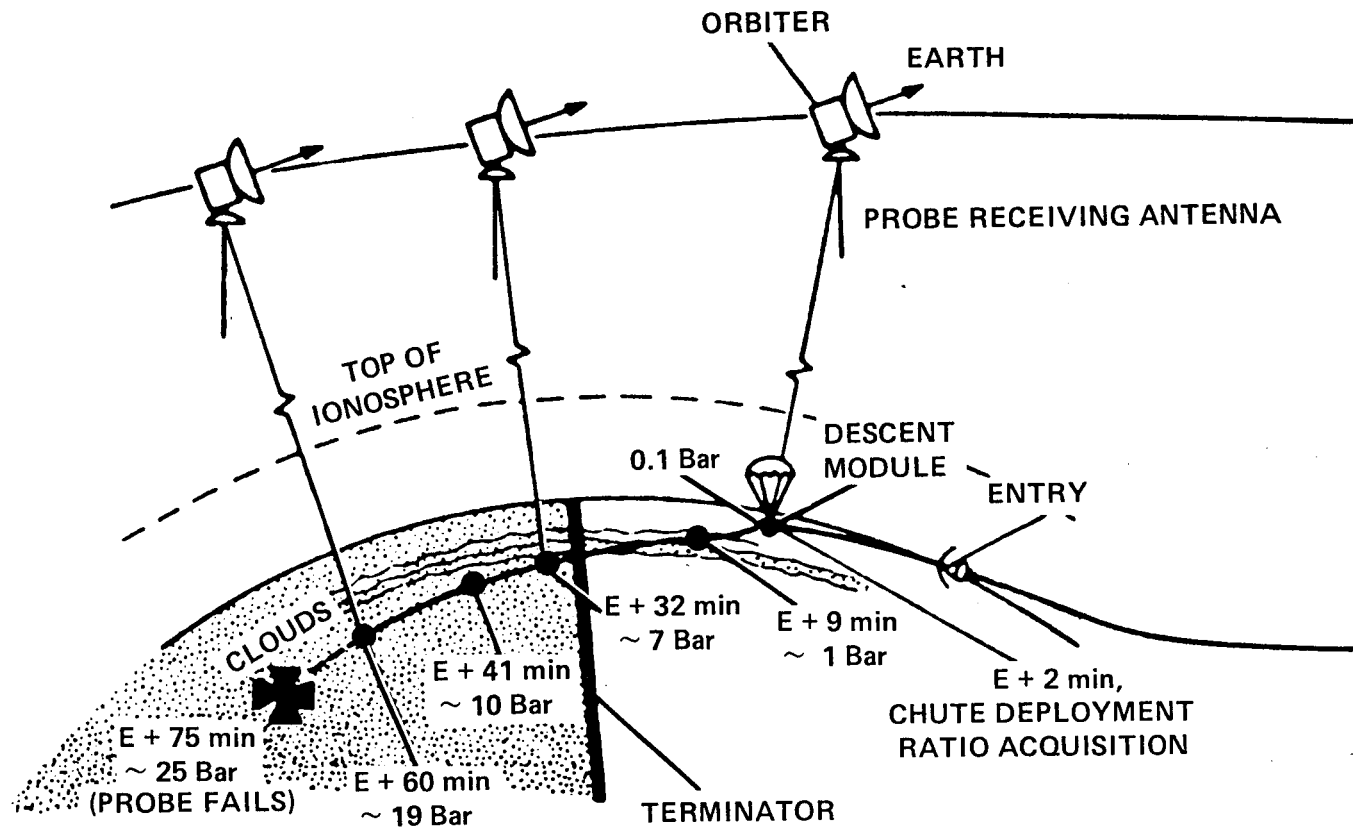 ORBITER
EARTH
PROBE RECEIVING ANTENNA
TOP OF
IONOSPHERE
DESCENT
MODULE
0.1 Bar
ENTRY
CLOUDS
E + 32 min
~ 7 Bar
E + 9 min
~ 1 Bar
E + 41 min
~ 10 Bar
E + 2 min,
CHUTE DEPLOYMENT
RATIO ACQUISITION
E + 75 min
~ 25 Bar
(PROBE FAILS)
E + 60 min
~ 19 Bar
TERMINATOR